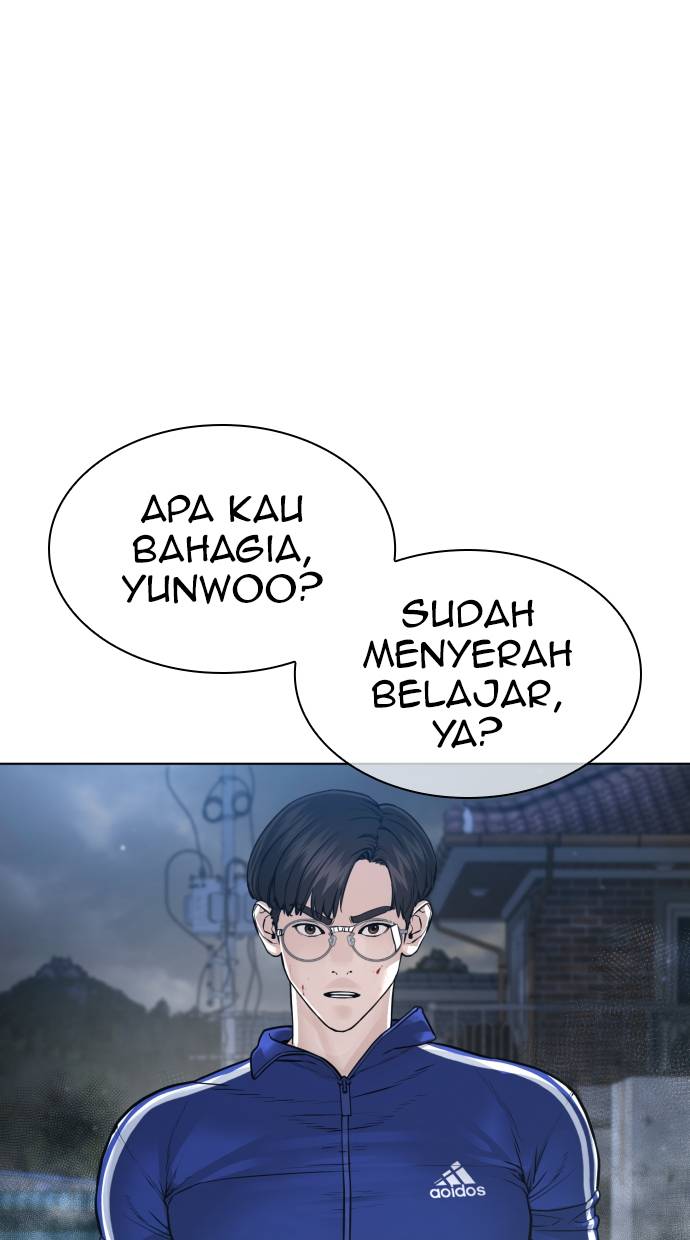 APA KAU
BAHAGIA,
YUNWOO?
SUDAH
MENYERAH
BELAJAR,
YA?
aoidos